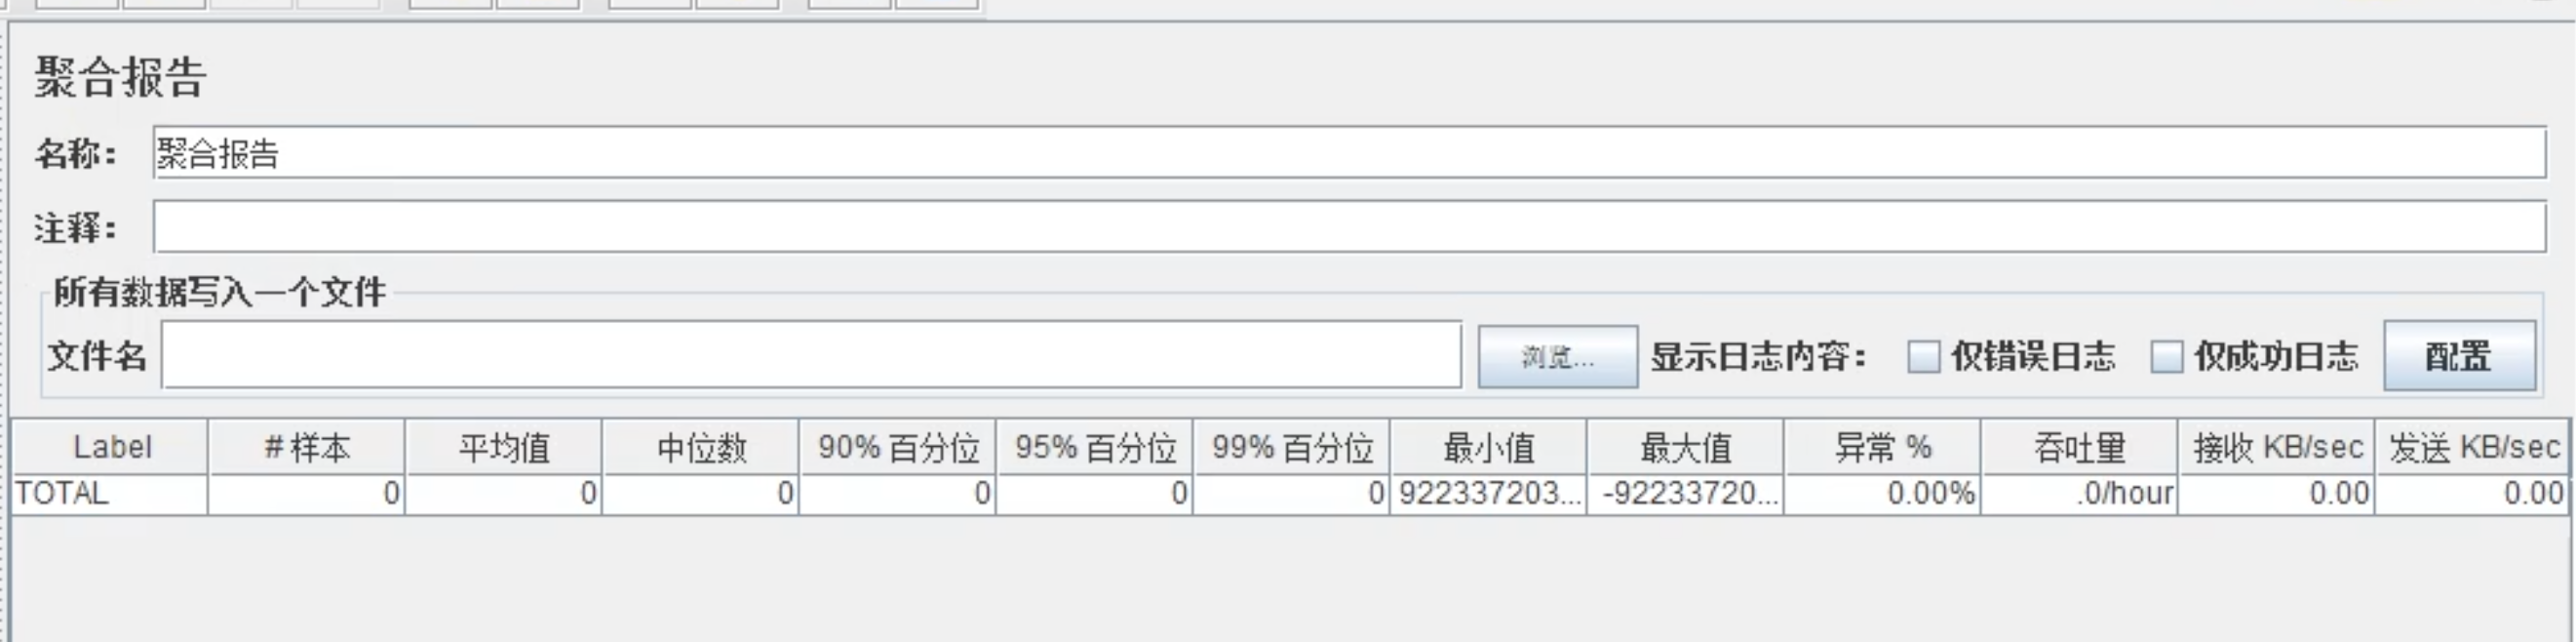 聚合报告
名称： 聚合报告
注释：
所有数据写入一个文件
文件名 浏览... 显示日志内容： 仅错误日志 仅成功日志 配置
Label # 样本 平均值 中位数 90% 百分位 95% 百分位 99% 百分位 最小值 最大值 异常 % 吞吐量 接收 KB/sec 发送 KB/sec
TOTAL 0 0 0 0 0 0 922337203... -92233720... 0.00% .0/hour 0.00 0.00